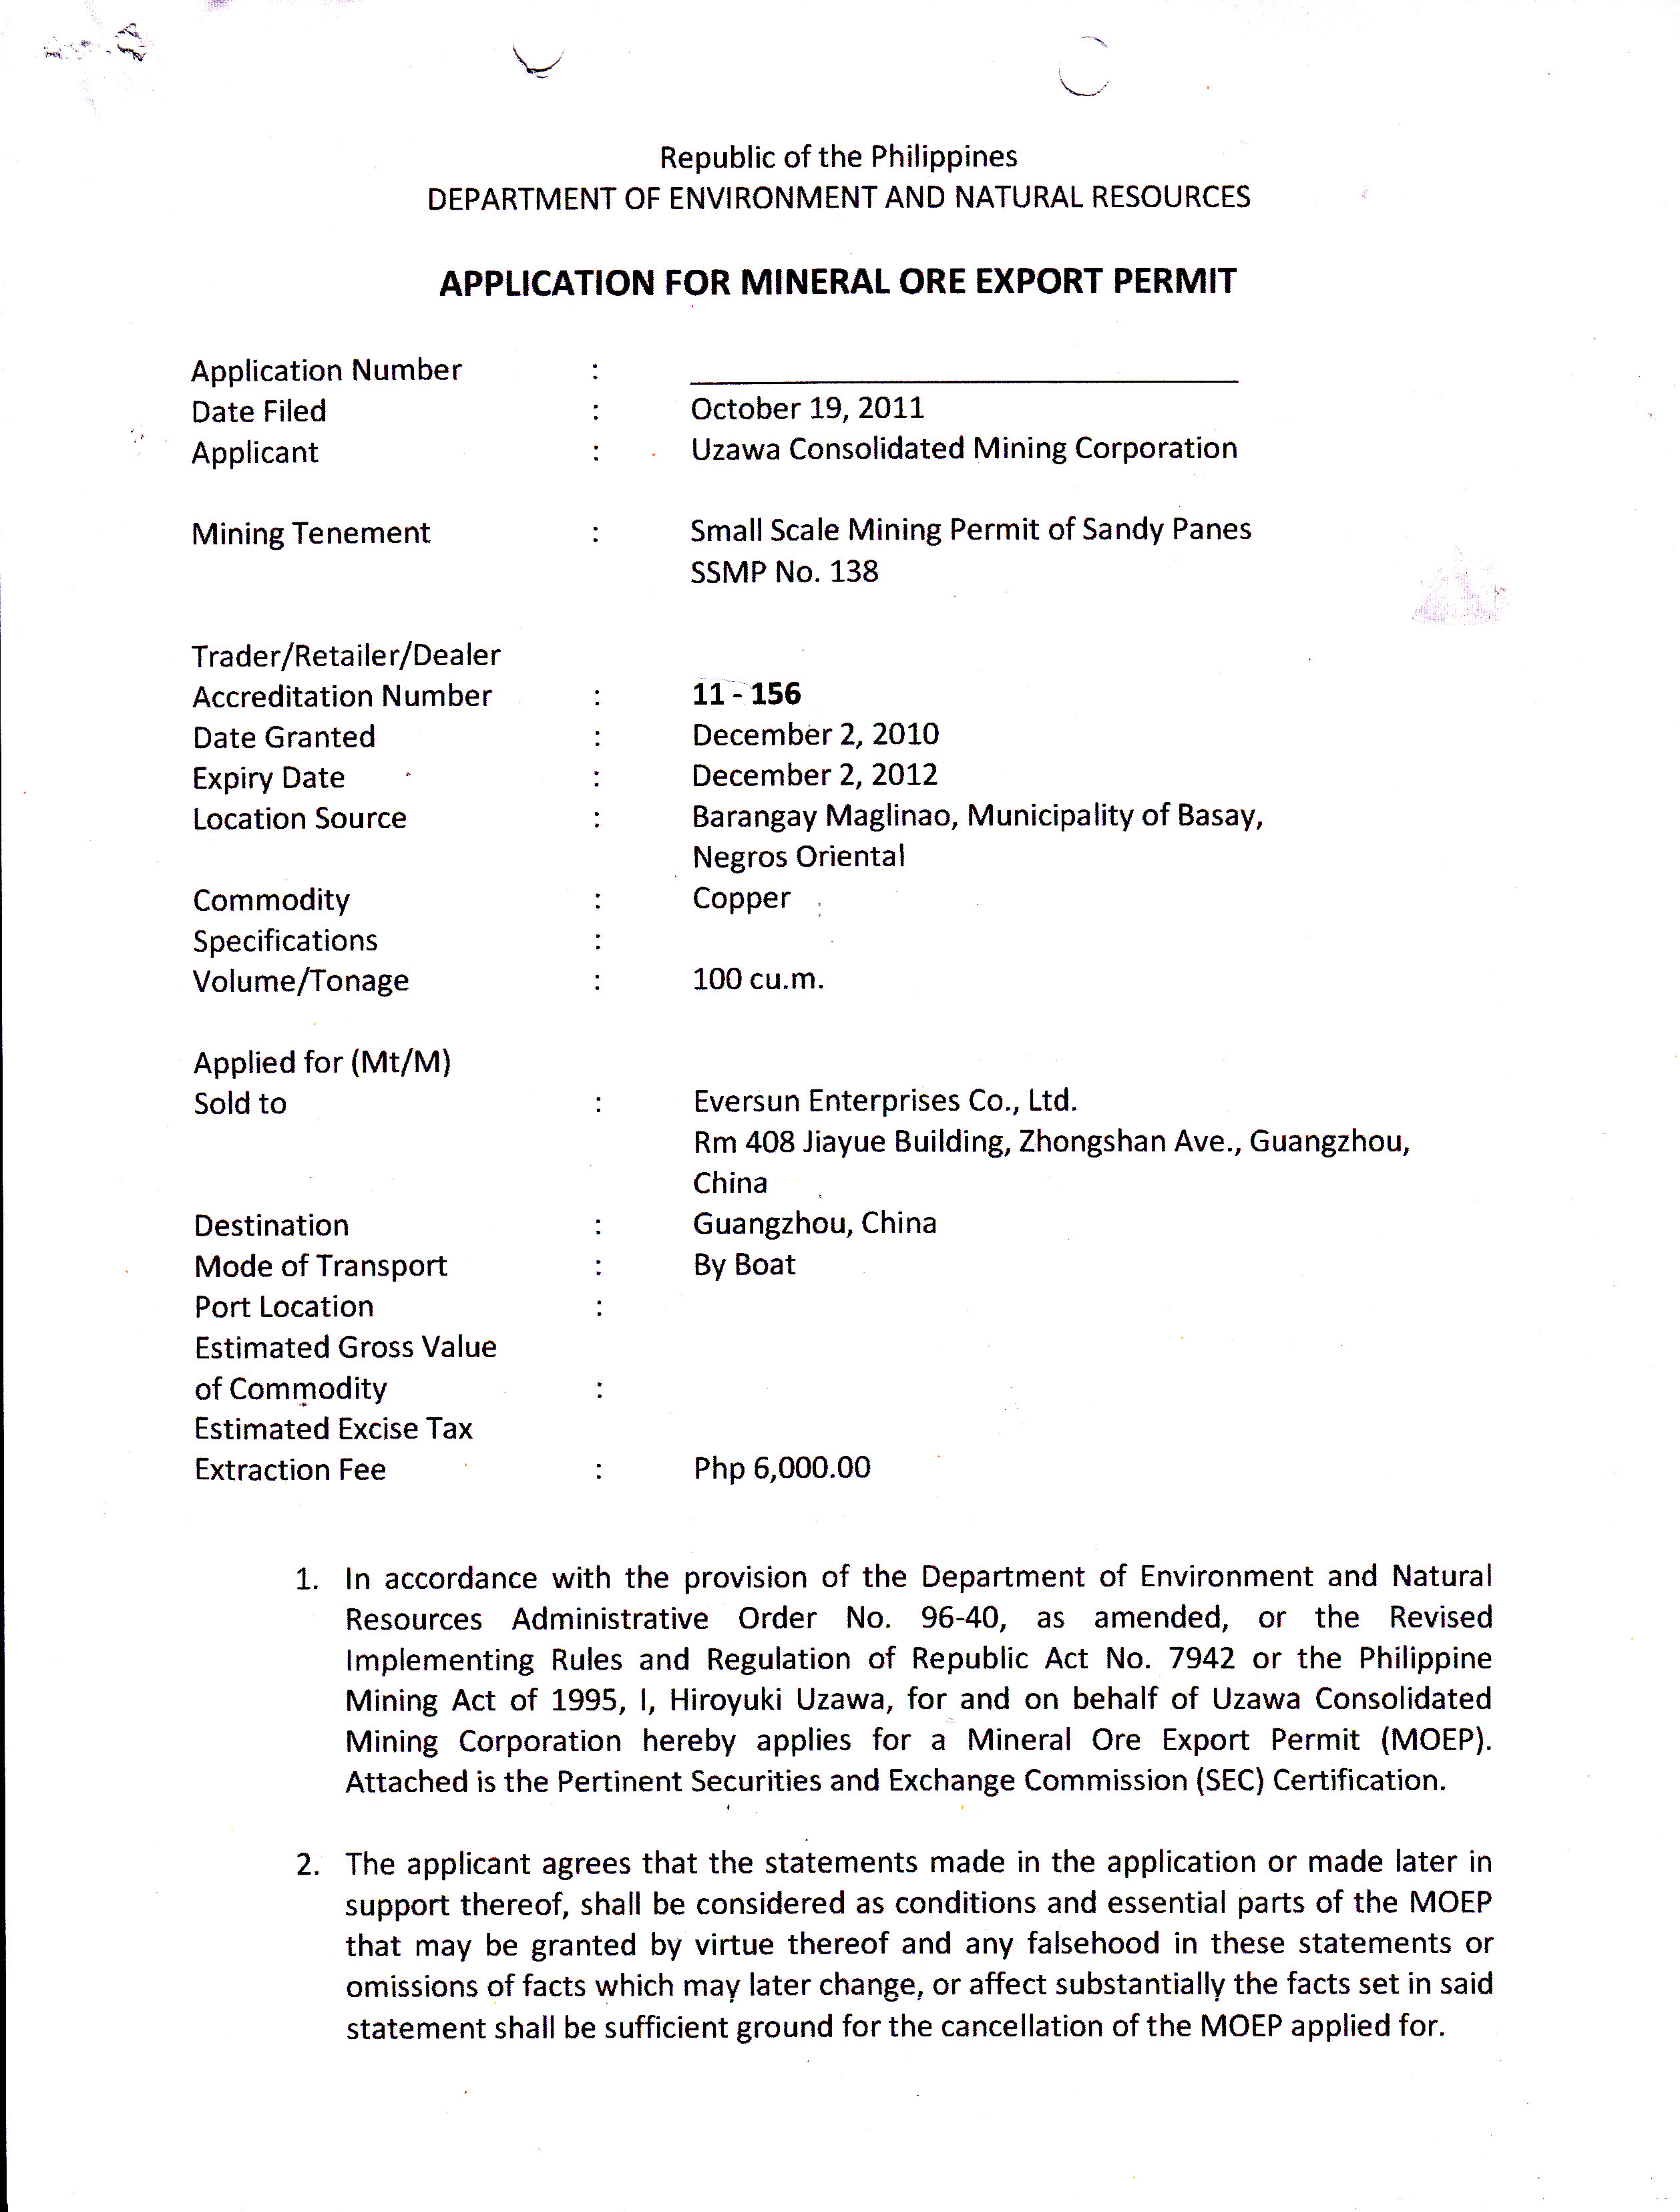 Republic of the Philippines
DEPARTMENT OF ENVIRONMENT AND NATURAL RESOURCES
APPLICATION FOR MINERAL ORE EXPORT PERMIT
Application Number :
Date Filed : October 19, 2011
Applicant : Uzawa Consolidated Mining Corporation
Mining Tenement : Small Scale Mining Permit of Sandy Panes
SSMP No. 138
Trader/Retailer/Dealer
Accreditation Number : 11 - 156
Date Granted : December 2, 2010
Expiry Date : December 2, 2012
Location Source : Barangay Maglinao, Municipality of Basay,
Negros Oriental
Commodity : Copper
Specifications :
Volume/Tonage : 100 cu.m.
Applied for (Mt/M)
Sold to : Eversun Enterprises Co., Ltd.
Rm 408 Jiayue Building, Zhongshan Ave., Guangzhou,
China
Destination : Guangzhou, China
Mode of Transport : By Boat
Port Location :
Estimated Gross Value
of Commodity :
Estimated Excise Tax
Extraction Fee : Php 6,000.00
1. In accordance with the provision of the Department of Environment and Natural
Resources Administrative Order No. 96-40, as amended, or the Revised
Implementing Rules and Regulation of Republic Act No. 7942 or the Philippine
Mining Act of 1995, I, Hiroyuki Uzawa, for and on behalf of Uzawa Consolidated
Mining Corporation hereby applies for a Mineral Ore Export Permit (MOEP).
Attached is the Pertinent Securities and Exchange Commission (SEC) Certification.
2. The applicant agrees that the statements made in the application or made later in
support thereof, shall be considered as conditions and essential parts of the MOEP
that may be granted by virtue thereof and any falsehood in these statements or
omissions of facts which may later change, or affect substantially the facts set in said
statement shall be sufficient ground for the cancellation of the MOEP applied for.